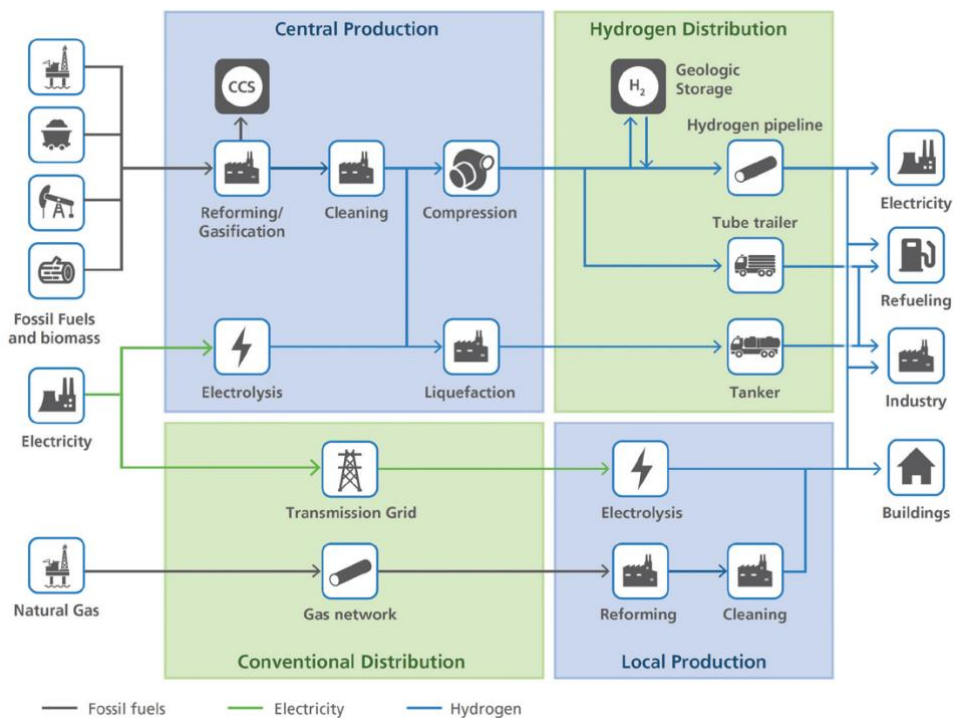 Central Production
Hydrogen Distribution
CCS
H₂
Geologic
Storage
Hydrogen pipeline
Reforming/
Gasification
Cleaning
Compression
Electricity
Tube trailer
Fossil Fuels
and biomass
Refueling
Electrolysis
Liquefaction
Tanker
Industry
Electricity
Transmission Grid
Electrolysis
Buildings
Natural Gas
Gas network
Reforming
Cleaning
Conventional Distribution
Local Production
Fossil fuels
Electricity
Hydrogen